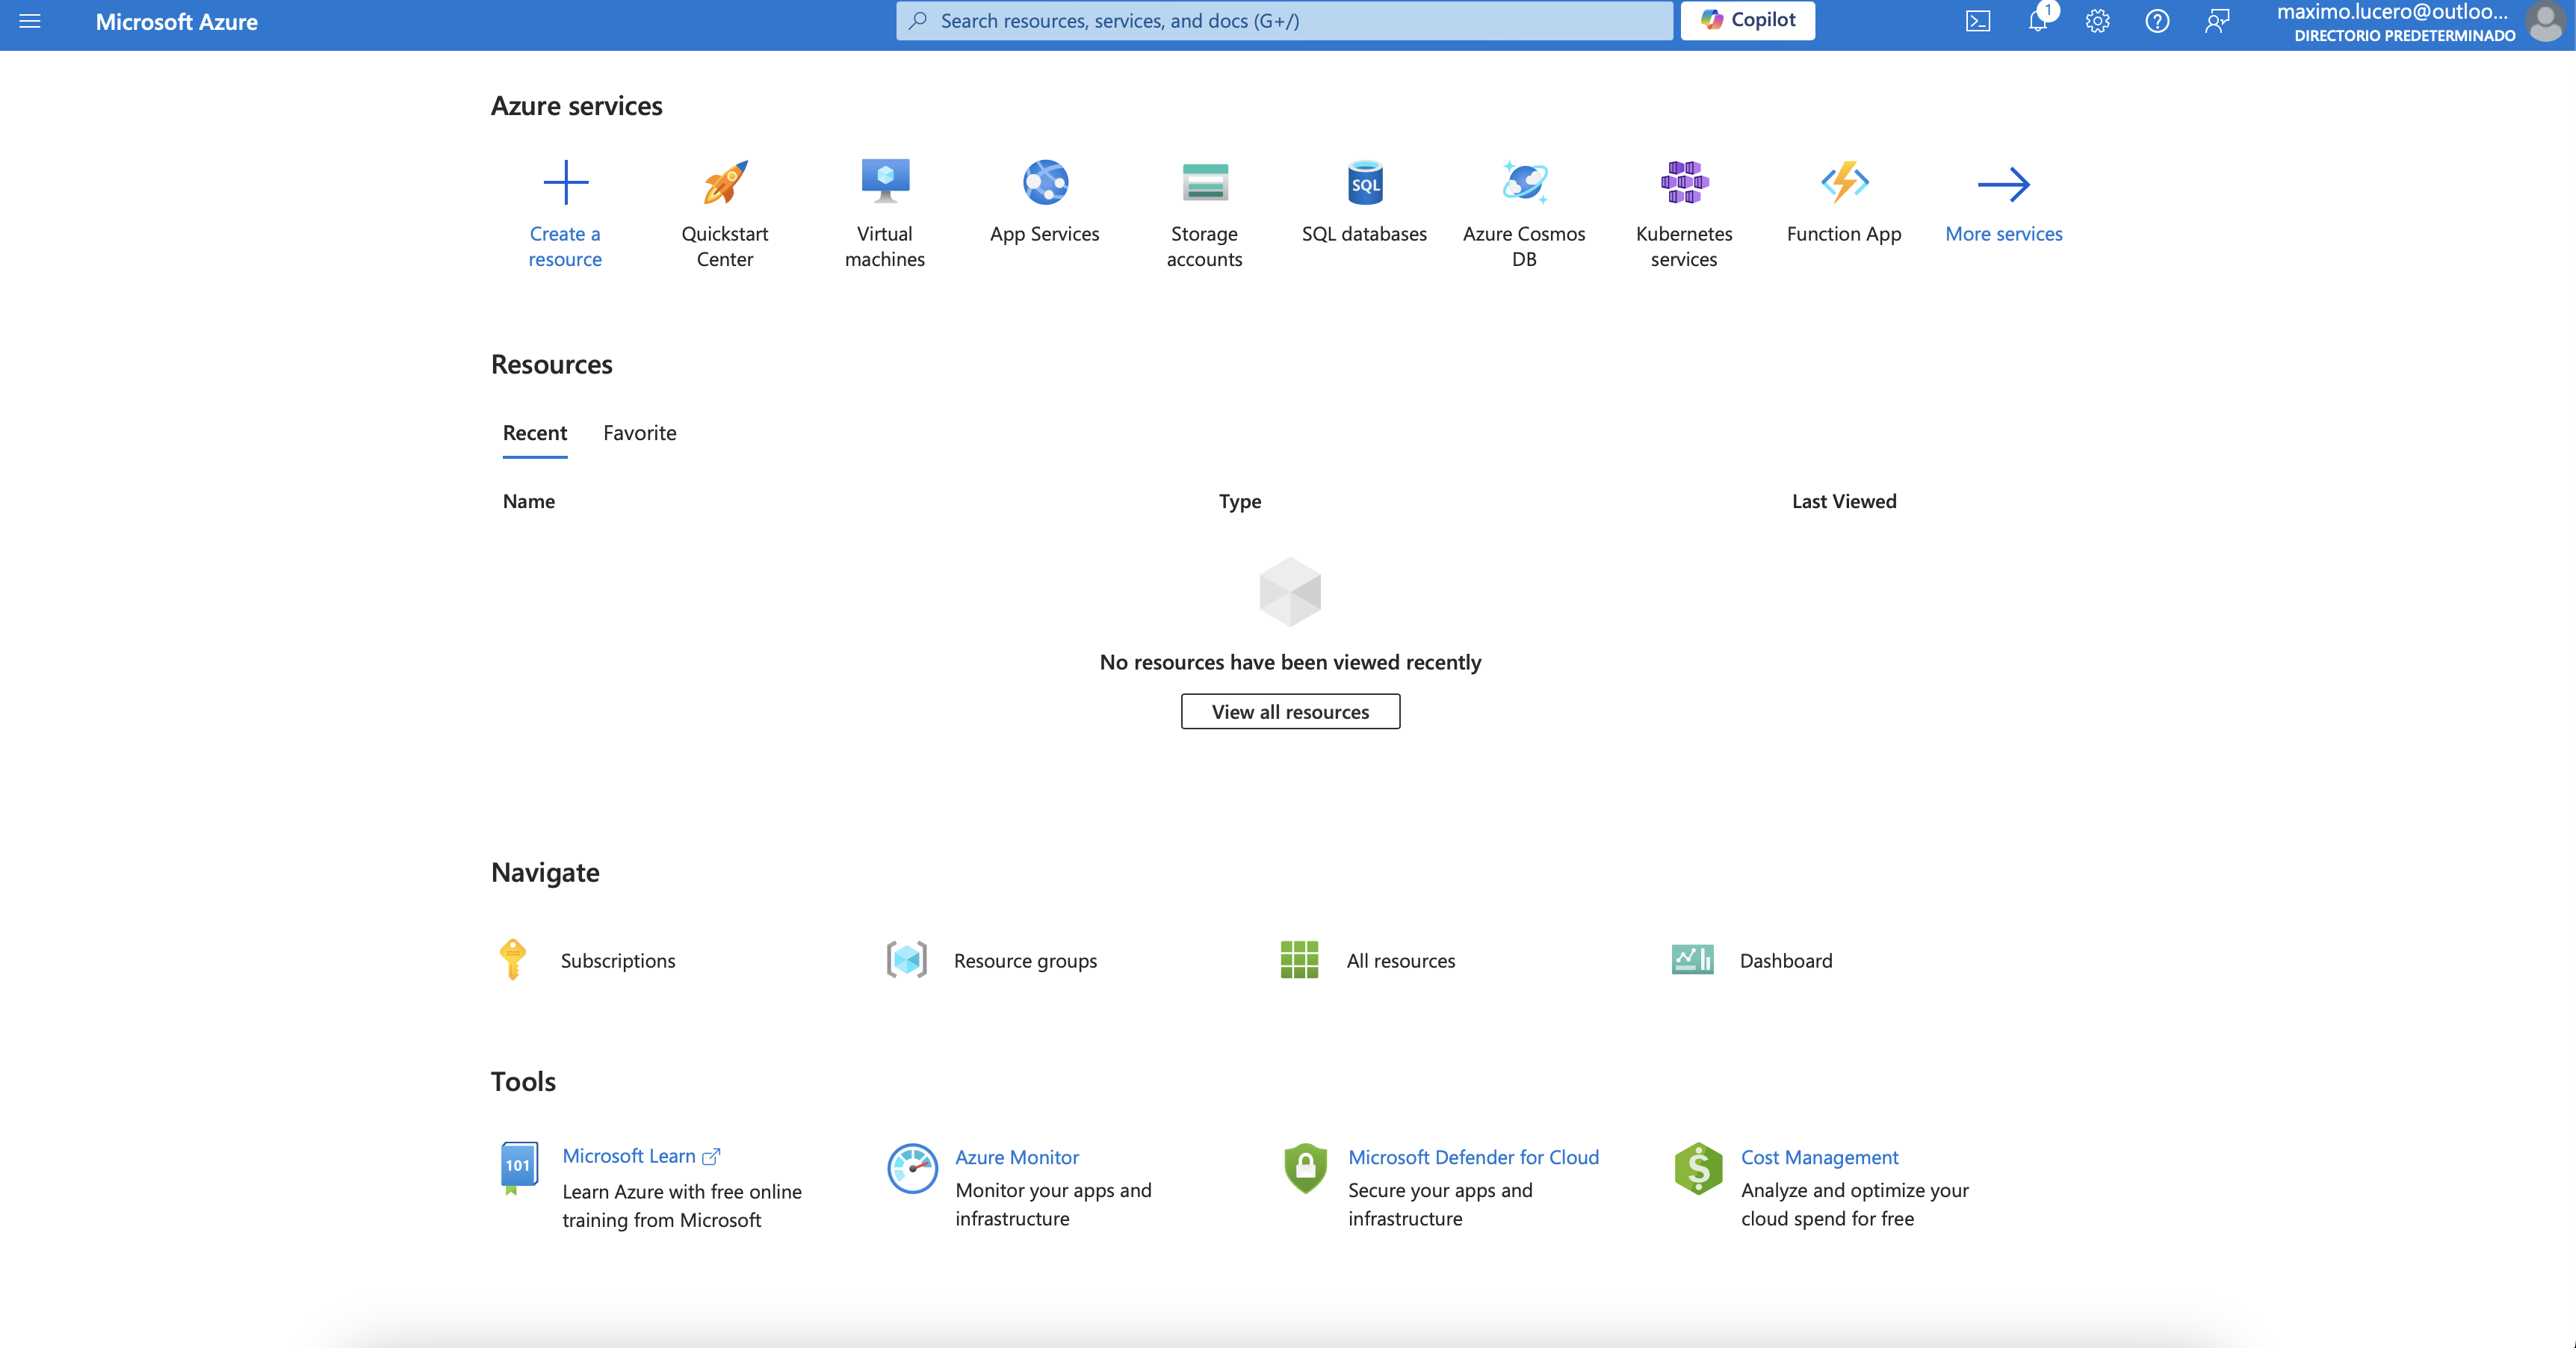 Microsoft Azure
Search resources, services, and docs (G+/)
Copilot
1
maximo.lucero@outloo...
DIRECTORIO PREDETERMINADO
Azure services
Create a
resource
Quickstart
Center
Virtual
machines
App Services
Storage
accounts
SQL
SQL databases
Azure Cosmos
DB
Kubernetes
services
Function App
More services
Resources
Recent
Favorite
Name
Type
Last Viewed
No resources have been viewed recently
View all resources
Navigate
Subscriptions
Resource groups
All resources
Dashboard
Tools
101
Microsoft Learn
Learn Azure with free online
training from Microsoft
Azure Monitor
Monitor your apps and
infrastructure
Microsoft Defender for Cloud
Secure your apps and
infrastructure
$
Cost Management
Analyze and optimize your
cloud spend for free